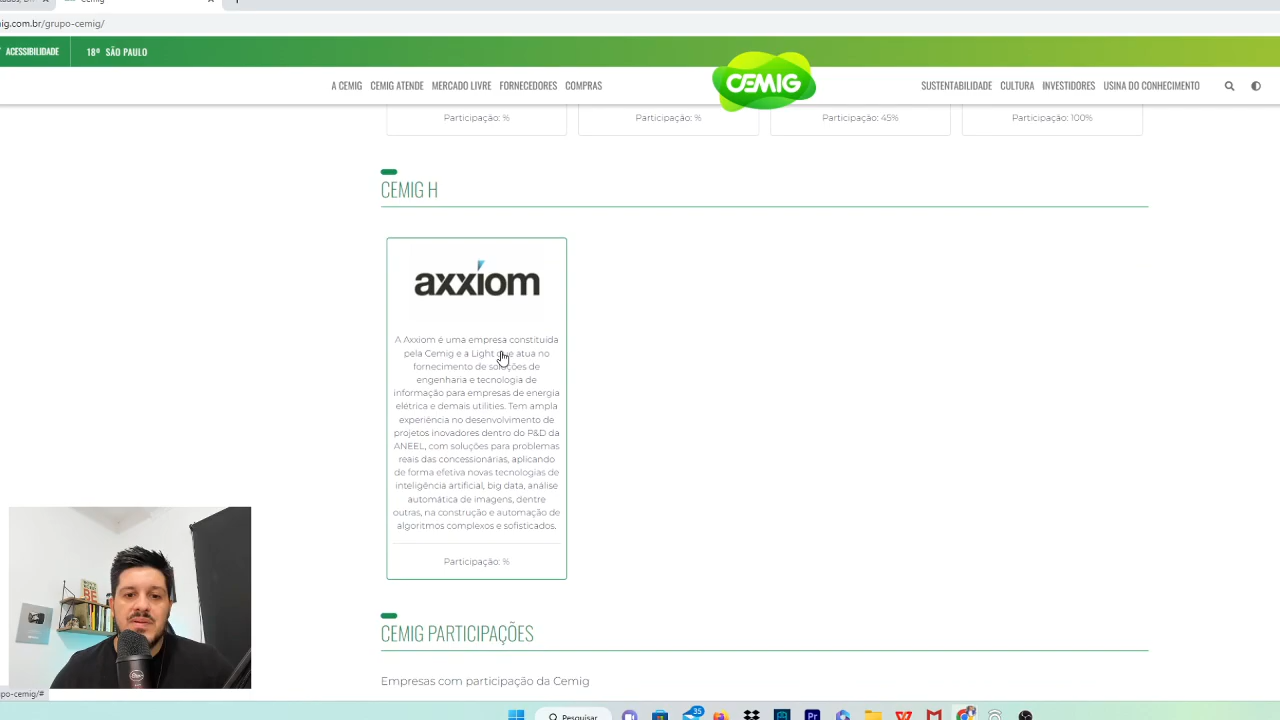 ig.com.br/grupo-cemig/
ACESSIBILIDADE
18º SÃO PAULO
A CEMIG
CEMIG ATENDE
MERCADO LIVRE
FORNECEDORES
COMPRAS
CEMIG
SUSTENTABILIDADE
CULTURA
INVESTIDORES
USINA DO CONHECIMENTO
Participação: %
Participação: %
Participação: 45%
Participação: 100%
CEMIG H
axxiom
A Axxiom é uma empresa constituída
pela Cemig e a Light que atua no
fornecimento de soluções de
engenharia e tecnologia de
informação para empresas de energia
elétrica e demais utilities. Tem ampla
experiência no desenvolvimento de
projetos inovadores dentro do P&D da
ANEEL, com soluções para problemas
reais das concessionárias, aplicando
de forma efetiva novas tecnologias de
inteligência artificial, big data, análise
automática de imagens, dentre
outras, na construção e automação de
algoritmos complexos e sofisticados.
Participação: %
CEMIG PARTICIPAÇÕES
Empresas com participação da Cemig
upo-cemig/#
Pesquisar
35